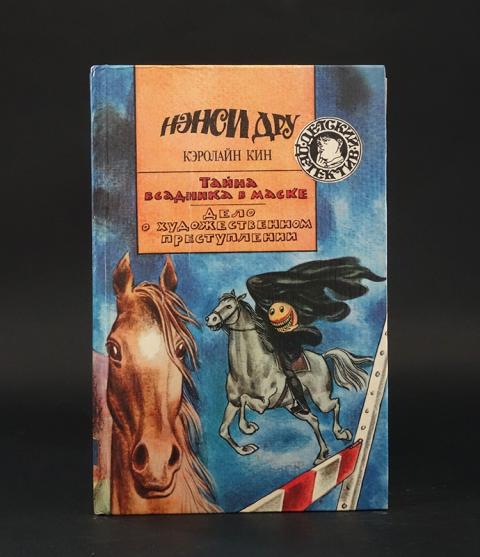 НЭНСИ ДРУ
КЭРОЛАЙН КИН
ДЕТСКИЙ ДЕТЕКТИВ
ТАЙНА
ВСАДНИКА В МАСКЕ
ДЕЛО
О ХУДОЖЕСТВЕННОМ
ПРЕСТУПЛЕНИИ